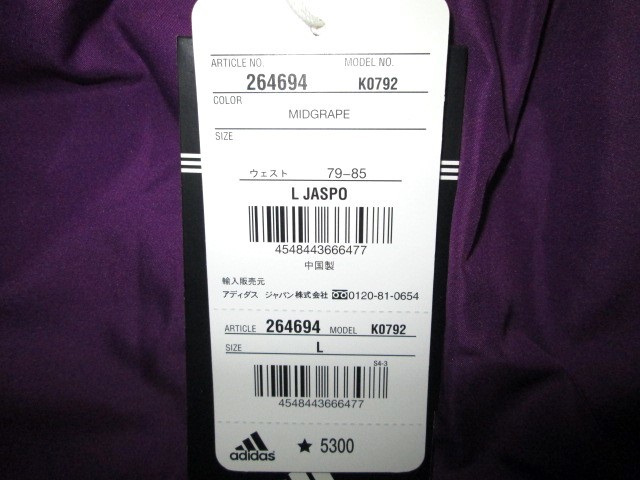 ARTICLE NO. MODEL NO.
264694 K0792
COLOR
MIDGRAPE
SIZE
ウェスト 79-85
L JASPO
4548443666477
中国製
輸入販売元
アディダス ジャパン株式会社 0120-81-0654
ARTICLE 264694 MODEL K0792
SIZE L
S4-3
4548443666477
adidas ★ 5300